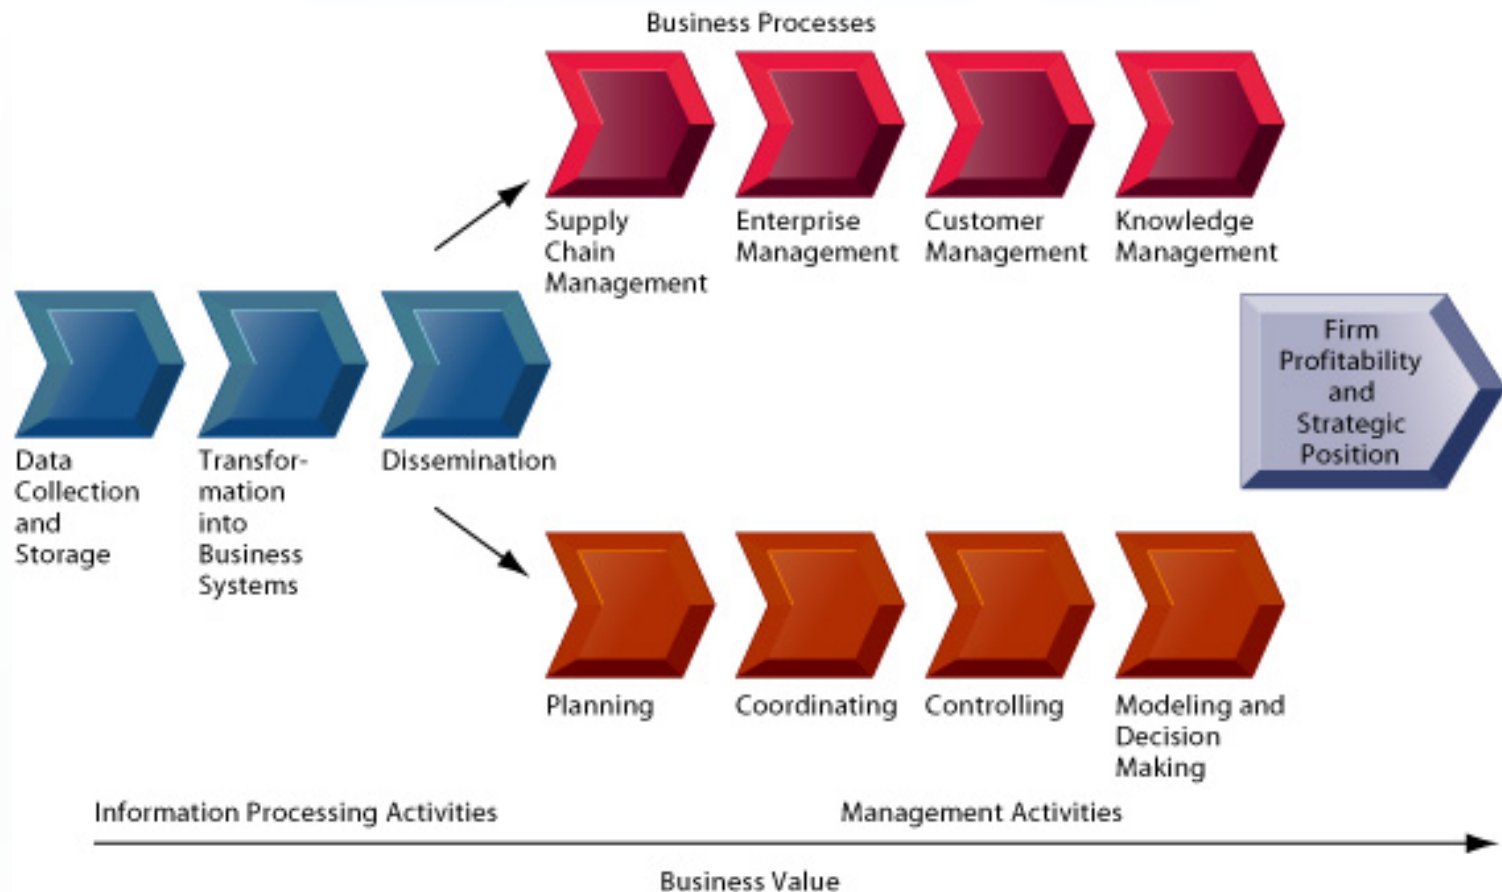 Business Processes
Supply
Chain
Management
Enterprise
Management
Customer
Management
Knowledge
Management
Data
Collection
and
Storage
Transfor-
mation
into
Business
Systems
Dissemination
Firm
Profitability
and
Strategic
Position
Planning
Coordinating
Controlling
Modeling and
Decision
Making
Information Processing Activities
Management Activities
Business Value